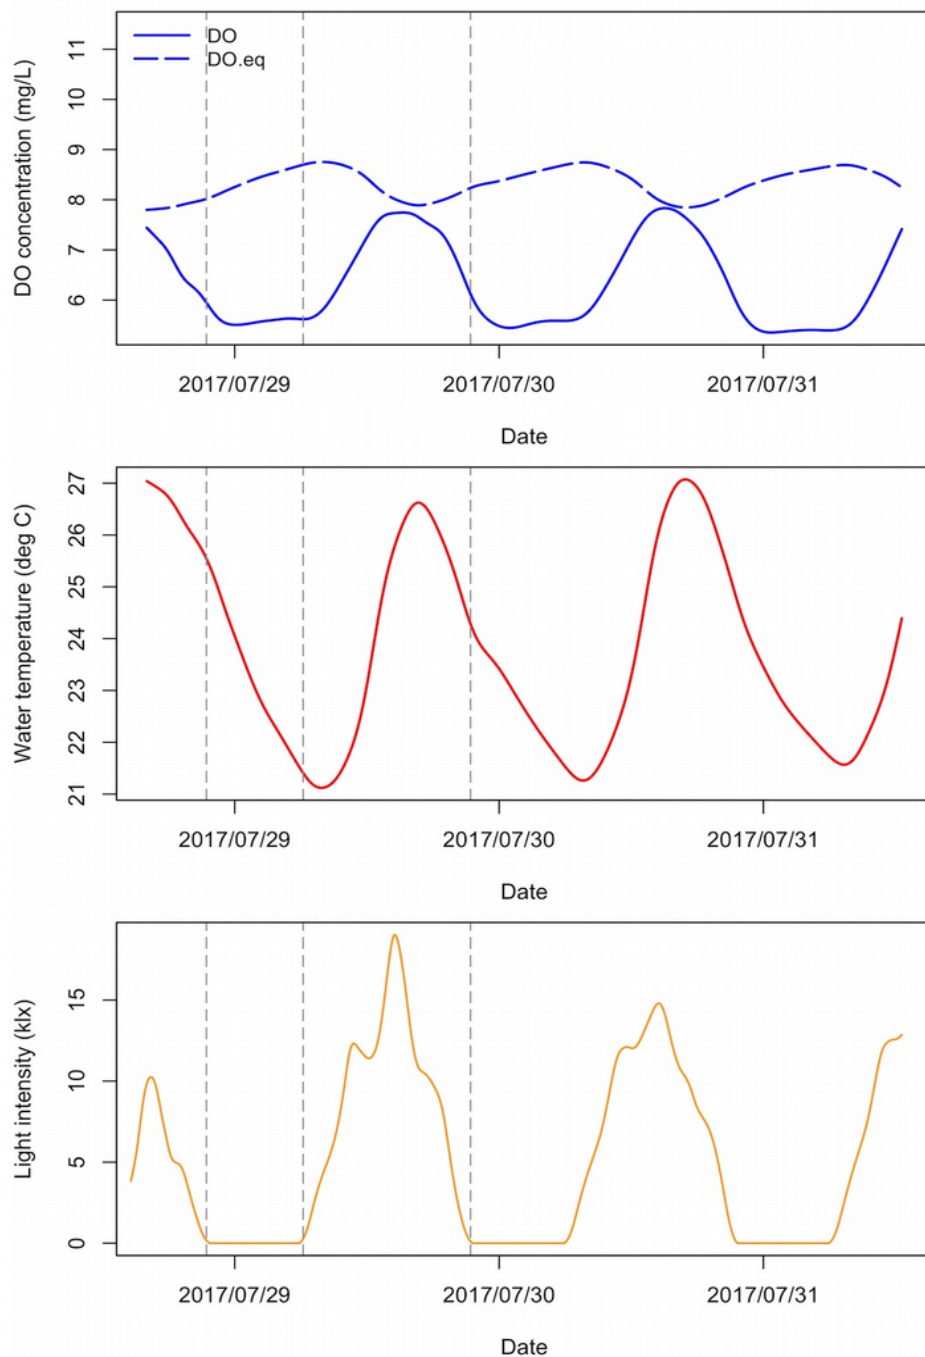 DO
DO.eq
11
10
9
8
7
6
DO concentration (mg/L)
2017/07/29 2017/07/30 2017/07/31
Date
27
26
25
24
23
22
21
Water temperature (deg C)
2017/07/29 2017/07/30 2017/07/31
Date
15
10
5
0
Light intensity (klx)
2017/07/29 2017/07/30 2017/07/31
Date